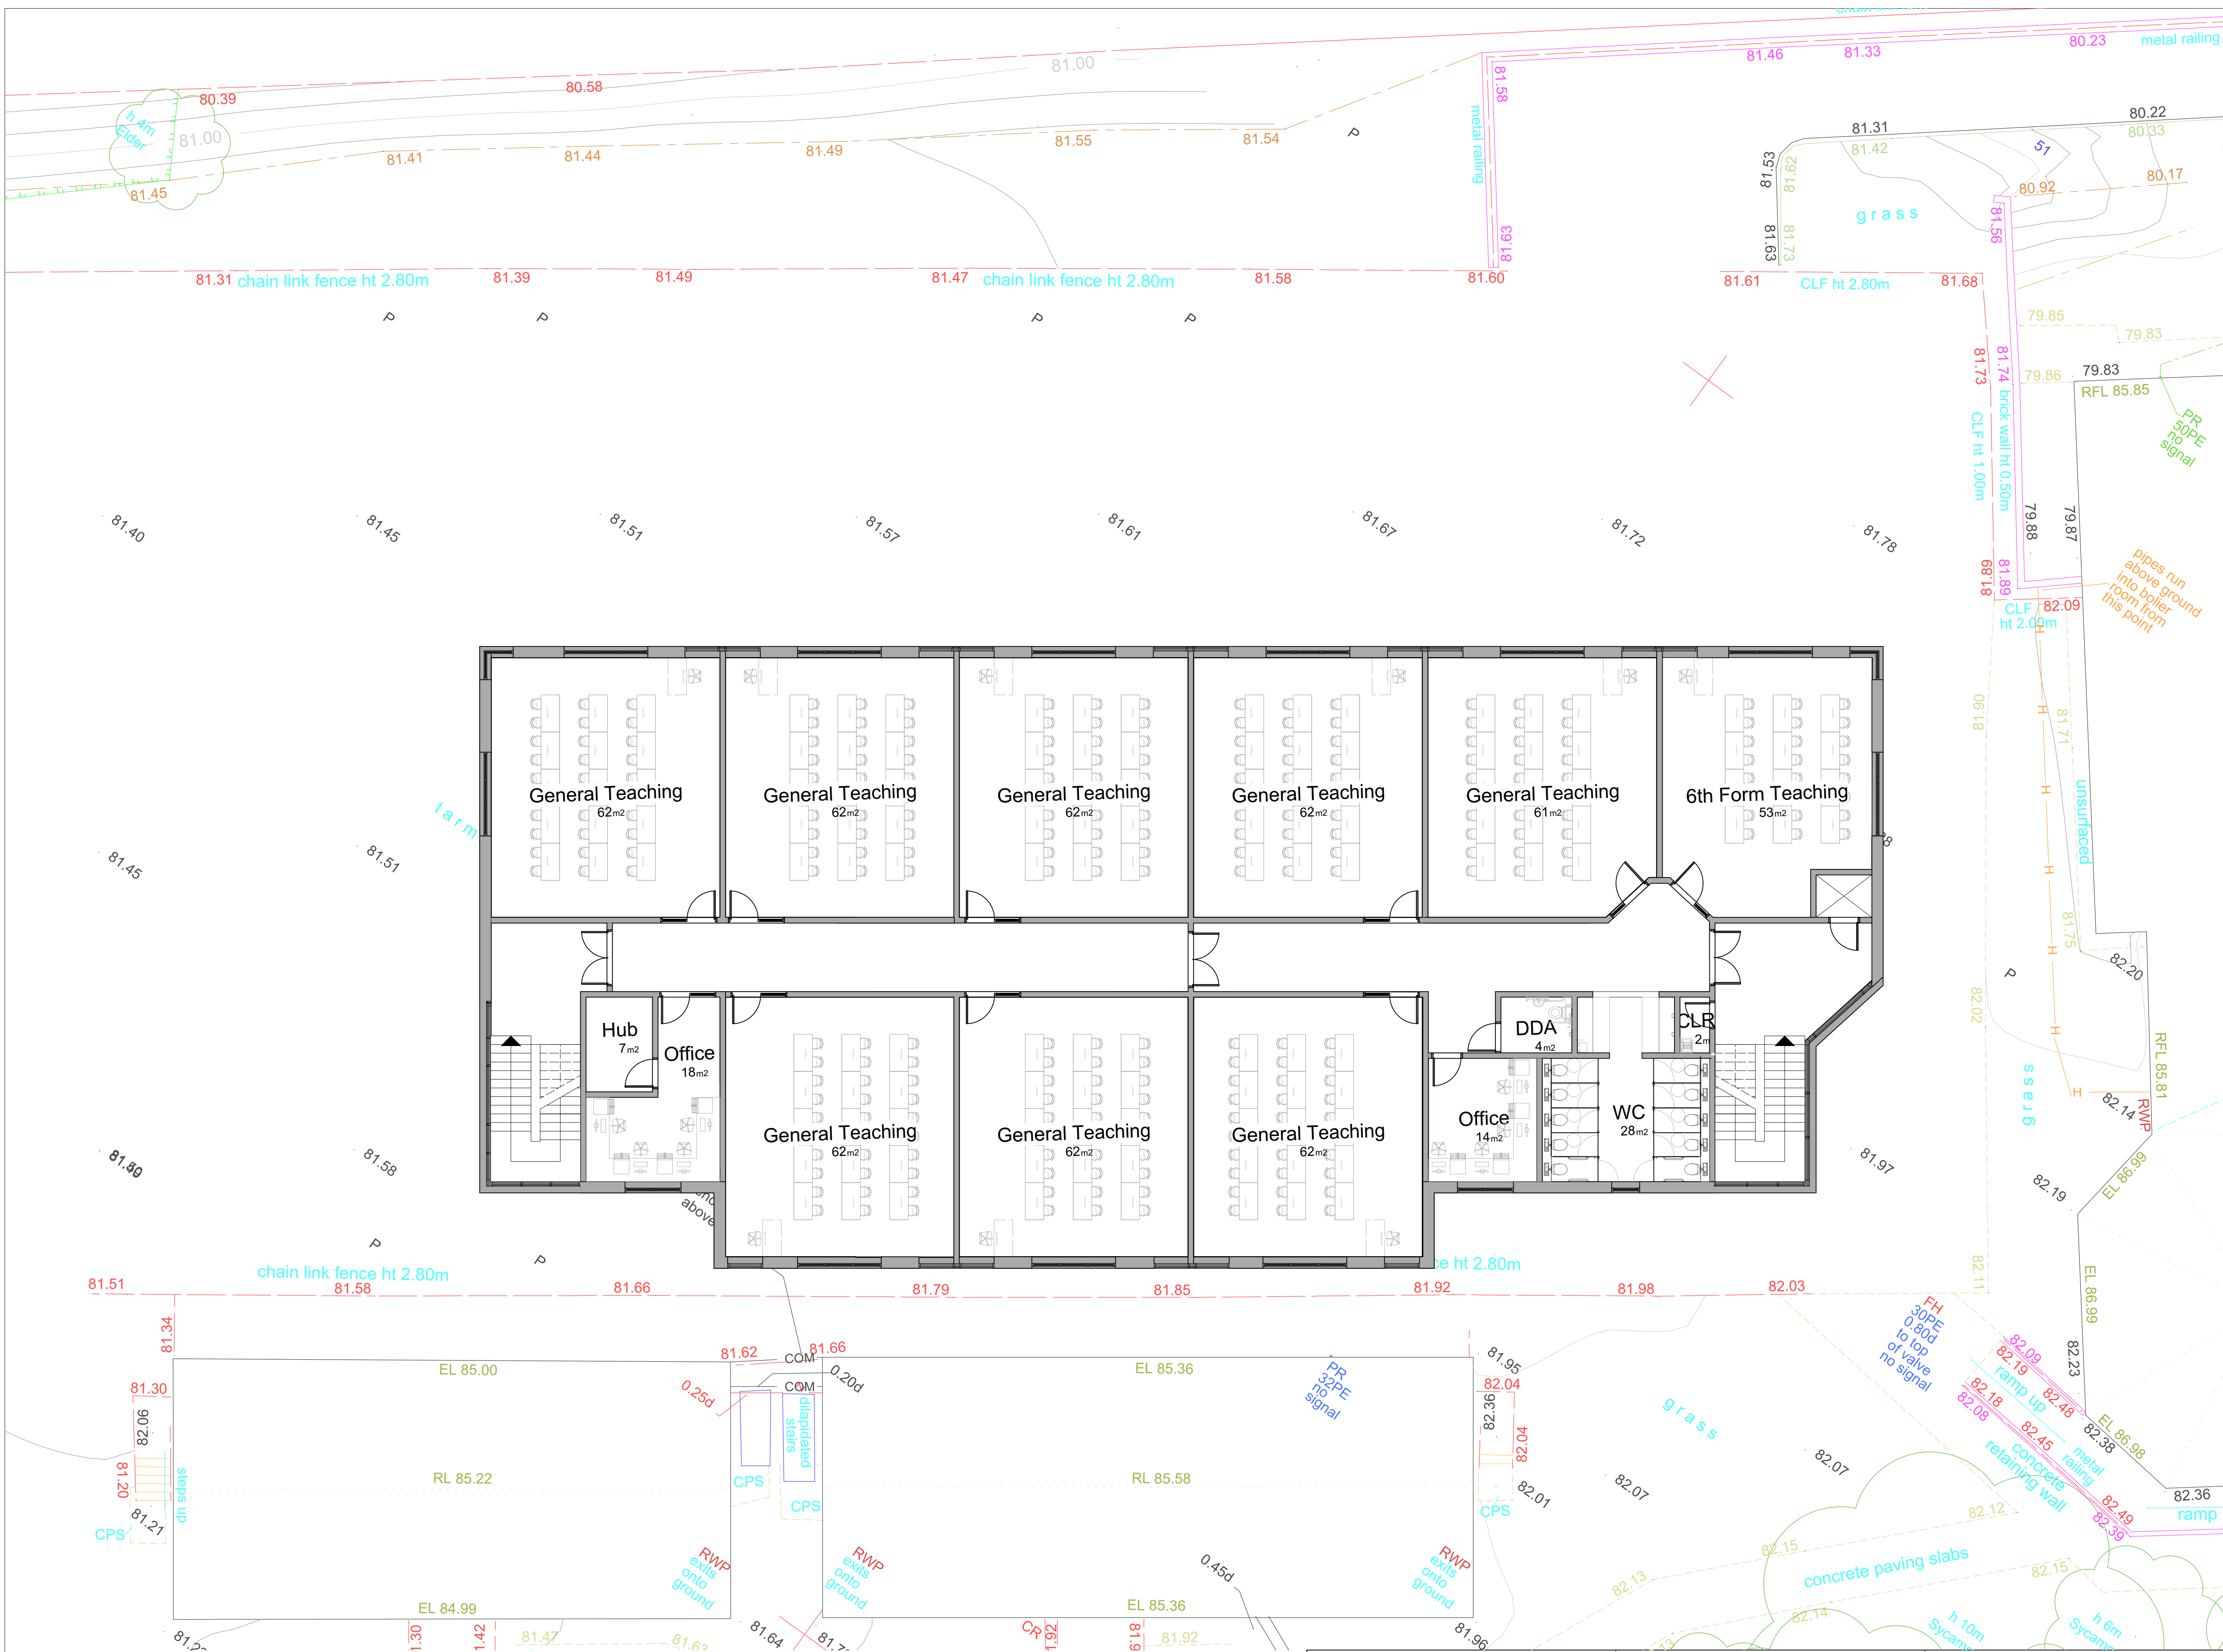 80.23
metal railing
81.46
81.33
81.00
80.58
80.39
81.58
h 4m
Elder
81.00
metal railing
P
80.22
81.31
80.33
81.55
81.54
81.49
81.44
81.41
81.45
81.42
51
81.53
81.62
80.92
80.17
grass
81.56
81.63
81.63
81.73
81.31
chain link fence ht 2.80m
81.39
81.49
81.47
chain link fence ht 2.80m
81.58
81.60
81.61
CLF ht 2.80m
81.68
P
P
P
P
79.85
79.83
81.73
81.74
brick wall ht 0.50m
CLF ht 1.00m
79.86
79.83
RFL 85.85
PR
50PE
no
signal
81.40
81.45
81.51
81.57
81.61
81.67
81.72
81.78
79.88
79.87
81.89
81.89
pipes run
above ground
into bolier
room from
this point
CLF
ht 2.00m
82.09
H
H
H
H
H
H
H
81.90
81.71
unsurfaced
81.75
82.20
General Teaching
62m2
General Teaching
62m2
General Teaching
62m2
General Teaching
62m2
General Teaching
61m2
6th Form Teaching
53m2
tarm
81.45
81.51
P
82.02
Hub
7m2
Office
18m2
DDA
4m2
CLR
2m
RFL 85.81
RWP
82.14
grass
General Teaching
62m2
General Teaching
62m2
General Teaching
62m2
Office
14m2
WC
28m2
81.58
81.97
82.19
EL 86.99
above
P
P
chain link fence ht 2.80m
ce ht 2.80m
82.11
EL 86.99
81.51
81.58
81.66
81.79
81.85
81.92
81.98
82.03
FH
30PE
0.80d
to top
of valve
no signal
81.34
81.62
81.66
COM
COM
0.20d
0.25d
EL 85.00
EL 85.36
PR
32PE
no
signal
81.95
82.04
82.36
82.04
82.09
82.19
ramp up
82.48
82.18
82.08
82.45
82.23
82.38
EL 86.98
metal
railing
concrete
retaining wall
81.30
82.06
81.20
81.21
CPS
steps up
dilapidated
stairs
CPS
CPS
RL 85.22
RL 85.58
CPS
82.01
grass
82.07
82.07
82.36
ramp
82.49
82.39
82.12
82.15
82.15
concrete paving slabs
82.13
82.14
RWP
exits
onto
ground
RWP
exits
onto
ground
RWP
exits
onto
ground
0.45d
EL 84.99
EL 85.36
81.64
81.47
CR
81.92
81.96
h 10m
h 6m